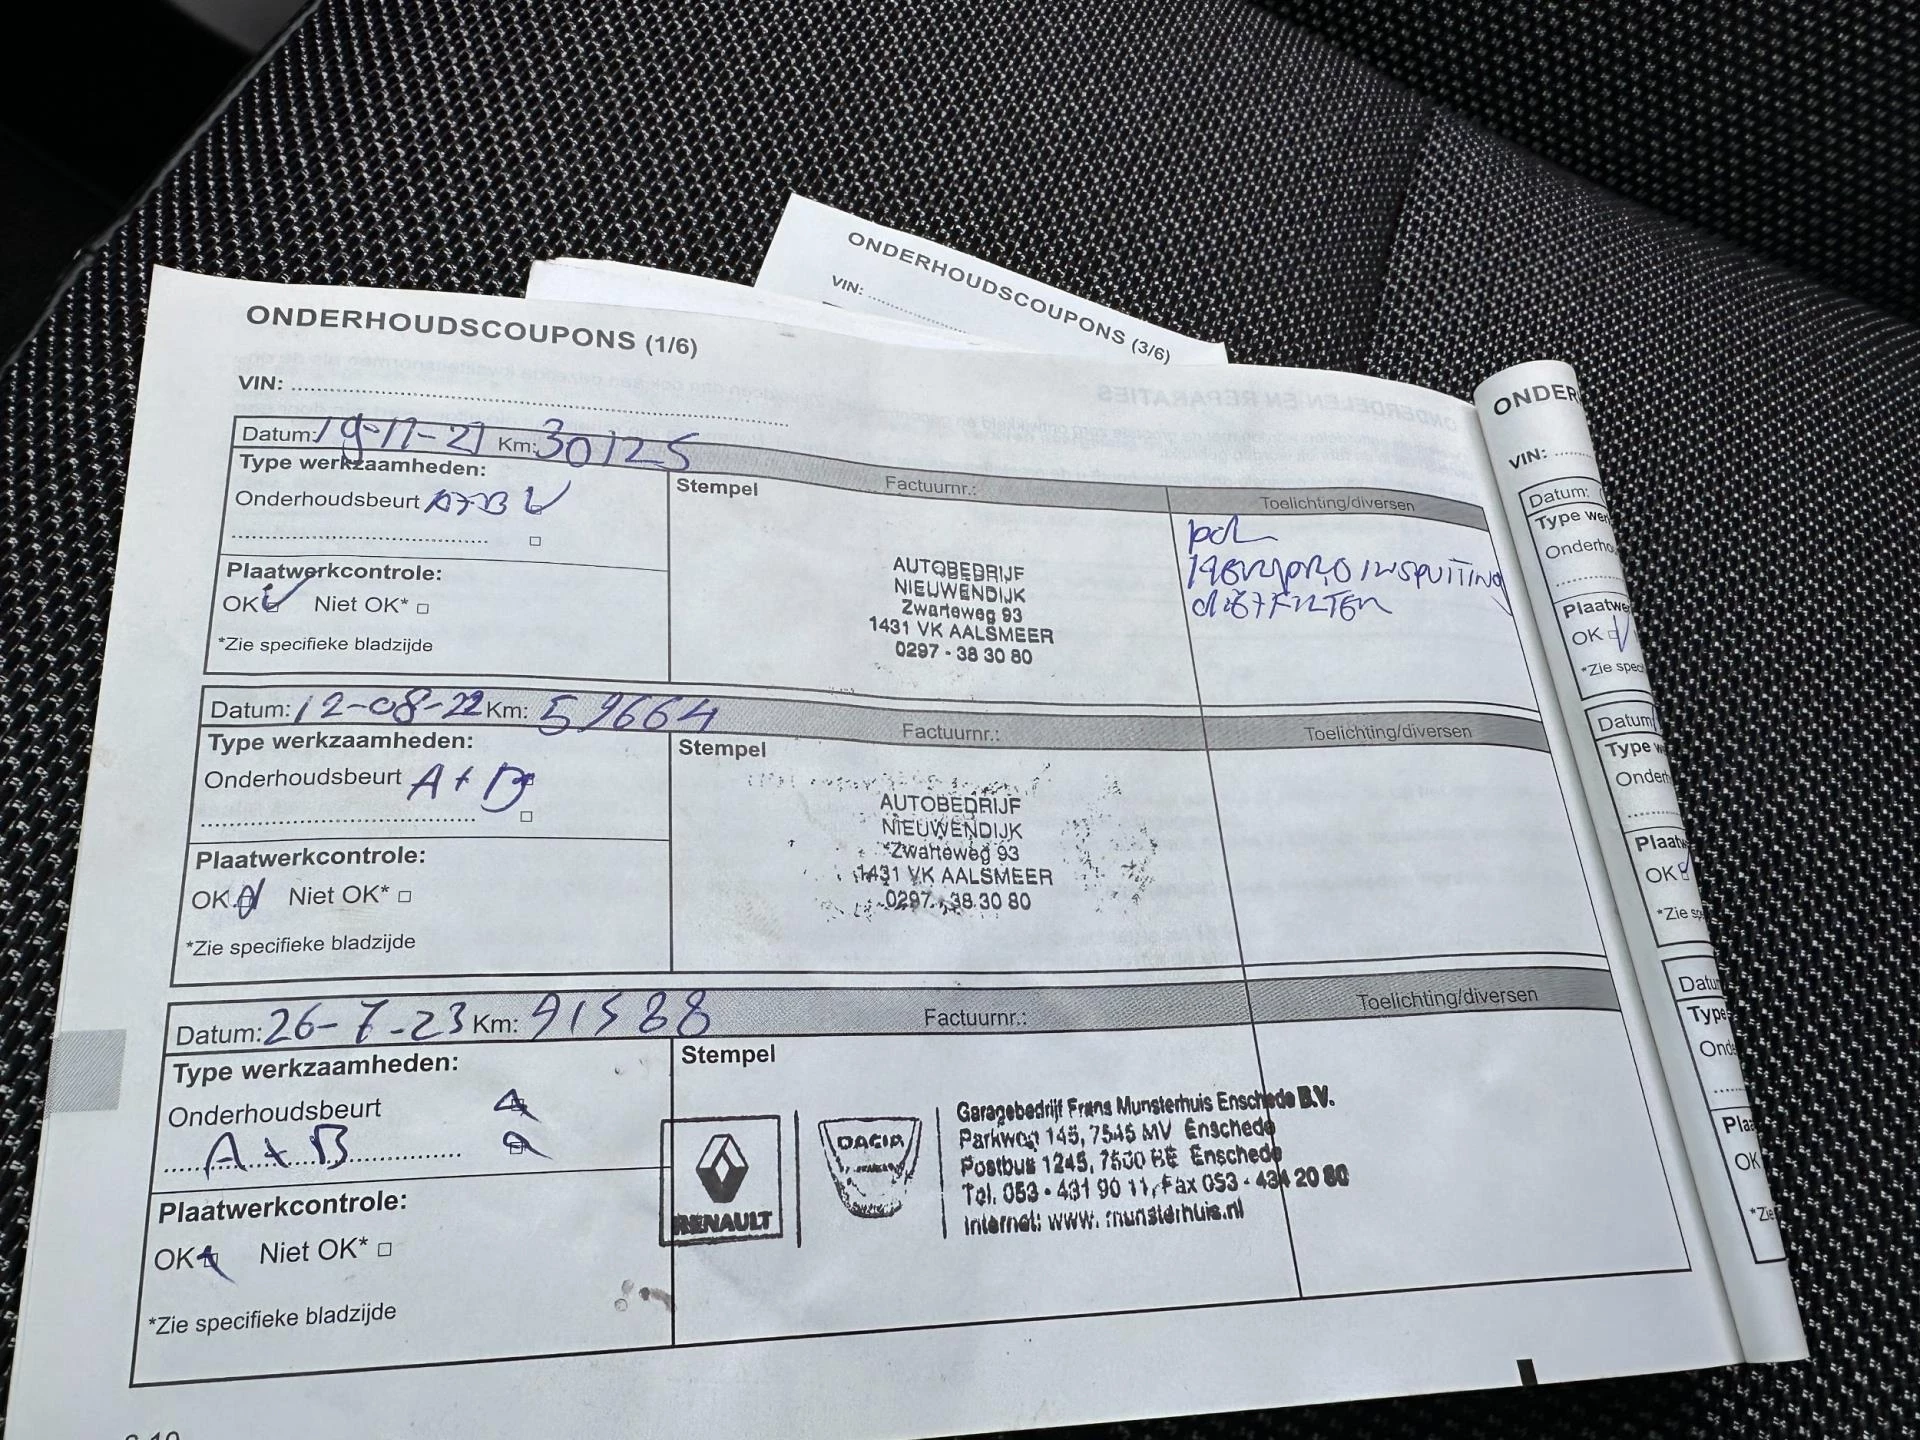 ONDERHOUDSCOUPONS (3/6)
VIN:
ONDERHOUDSCOUPONS (1/6)
VIN:
Datum: 19-11-21 Km: 30125
Type werkzaamheden:
Onderhoudsbeurt A+B
Plaatwerkcontrole:
OK Niet OK*
*Zie specifieke bladzijde
Stempel Factuurnr.:
AUTOBEDRIJF
NIEUWENDIJK
Zwarteweg 93
1431 VK AALSMEER
0297 - 38 30 80
Toelichting/diversen
Datum: 12-08-22 Km: 59664
Type werkzaamheden:
Onderhoudsbeurt A + B
Plaatwerkcontrole:
OK Niet OK*
*Zie specifieke bladzijde
Stempel Factuurnr.:
AUTOBEDRIJF
NIEUWENDIJK
Zwarteweg 93
1431 VK AALSMEER
0297 - 38 30 80
Toelichting/diversen
Datum: 26-7-23 Km: 91588
Type werkzaamheden:
Onderhoudsbeurt
A + B
Plaatwerkcontrole:
OK Niet OK*
*Zie specifieke bladzijde
Stempel Factuurnr.:
RENAULT
DACIA
Garagebedrijf Frans Munsterhuis Enschede B.V.
Parkweg 145, 7545 MV Enschede
Postbus 1245, 7500 BE Enschede
Tel. 053 - 431 90 11, Fax 053 - 434 20 80
Internet: www.munsterhuis.nl
Toelichting/diversen
VIN:
Datum:
OK
*Zie
OK
OK